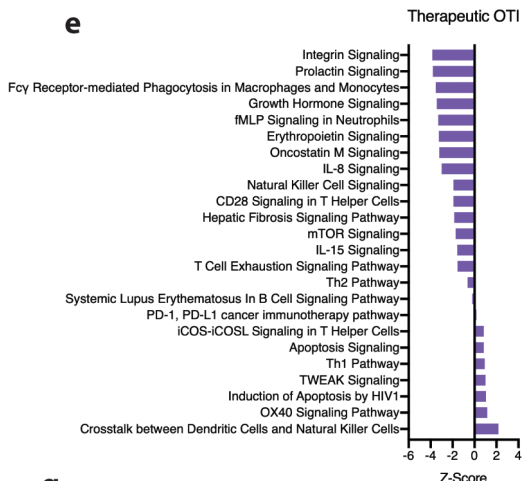 e
Therapeutic OTI
Integrin Signaling
Prolactin Signaling
Fcγ Receptor-mediated Phagocytosis in Macrophages and Monocytes
Growth Hormone Signaling
fMLP Signaling in Neutrophils
Erythropoietin Signaling
Oncostatin M Signaling
IL-8 Signaling
Natural Killer Cell Signaling
CD28 Signaling in T Helper Cells
Hepatic Fibrosis Signaling Pathway
mTOR Signaling
IL-15 Signaling
T Cell Exhaustion Signaling Pathway
Th2 Pathway
Systemic Lupus Erythematosus In B Cell Signaling Pathway
PD-1, PD-L1 cancer immunotherapy pathway
iCOS-iCOSL Signaling in T Helper Cells
Apoptosis Signaling
Th1 Pathway
TWEAK Signaling
Induction of Apoptosis by HIV1
OX40 Signaling Pathway
Crosstalk between Dendritic Cells and Natural Killer Cells
-6 -4 -2 0 2 4
Z-Score